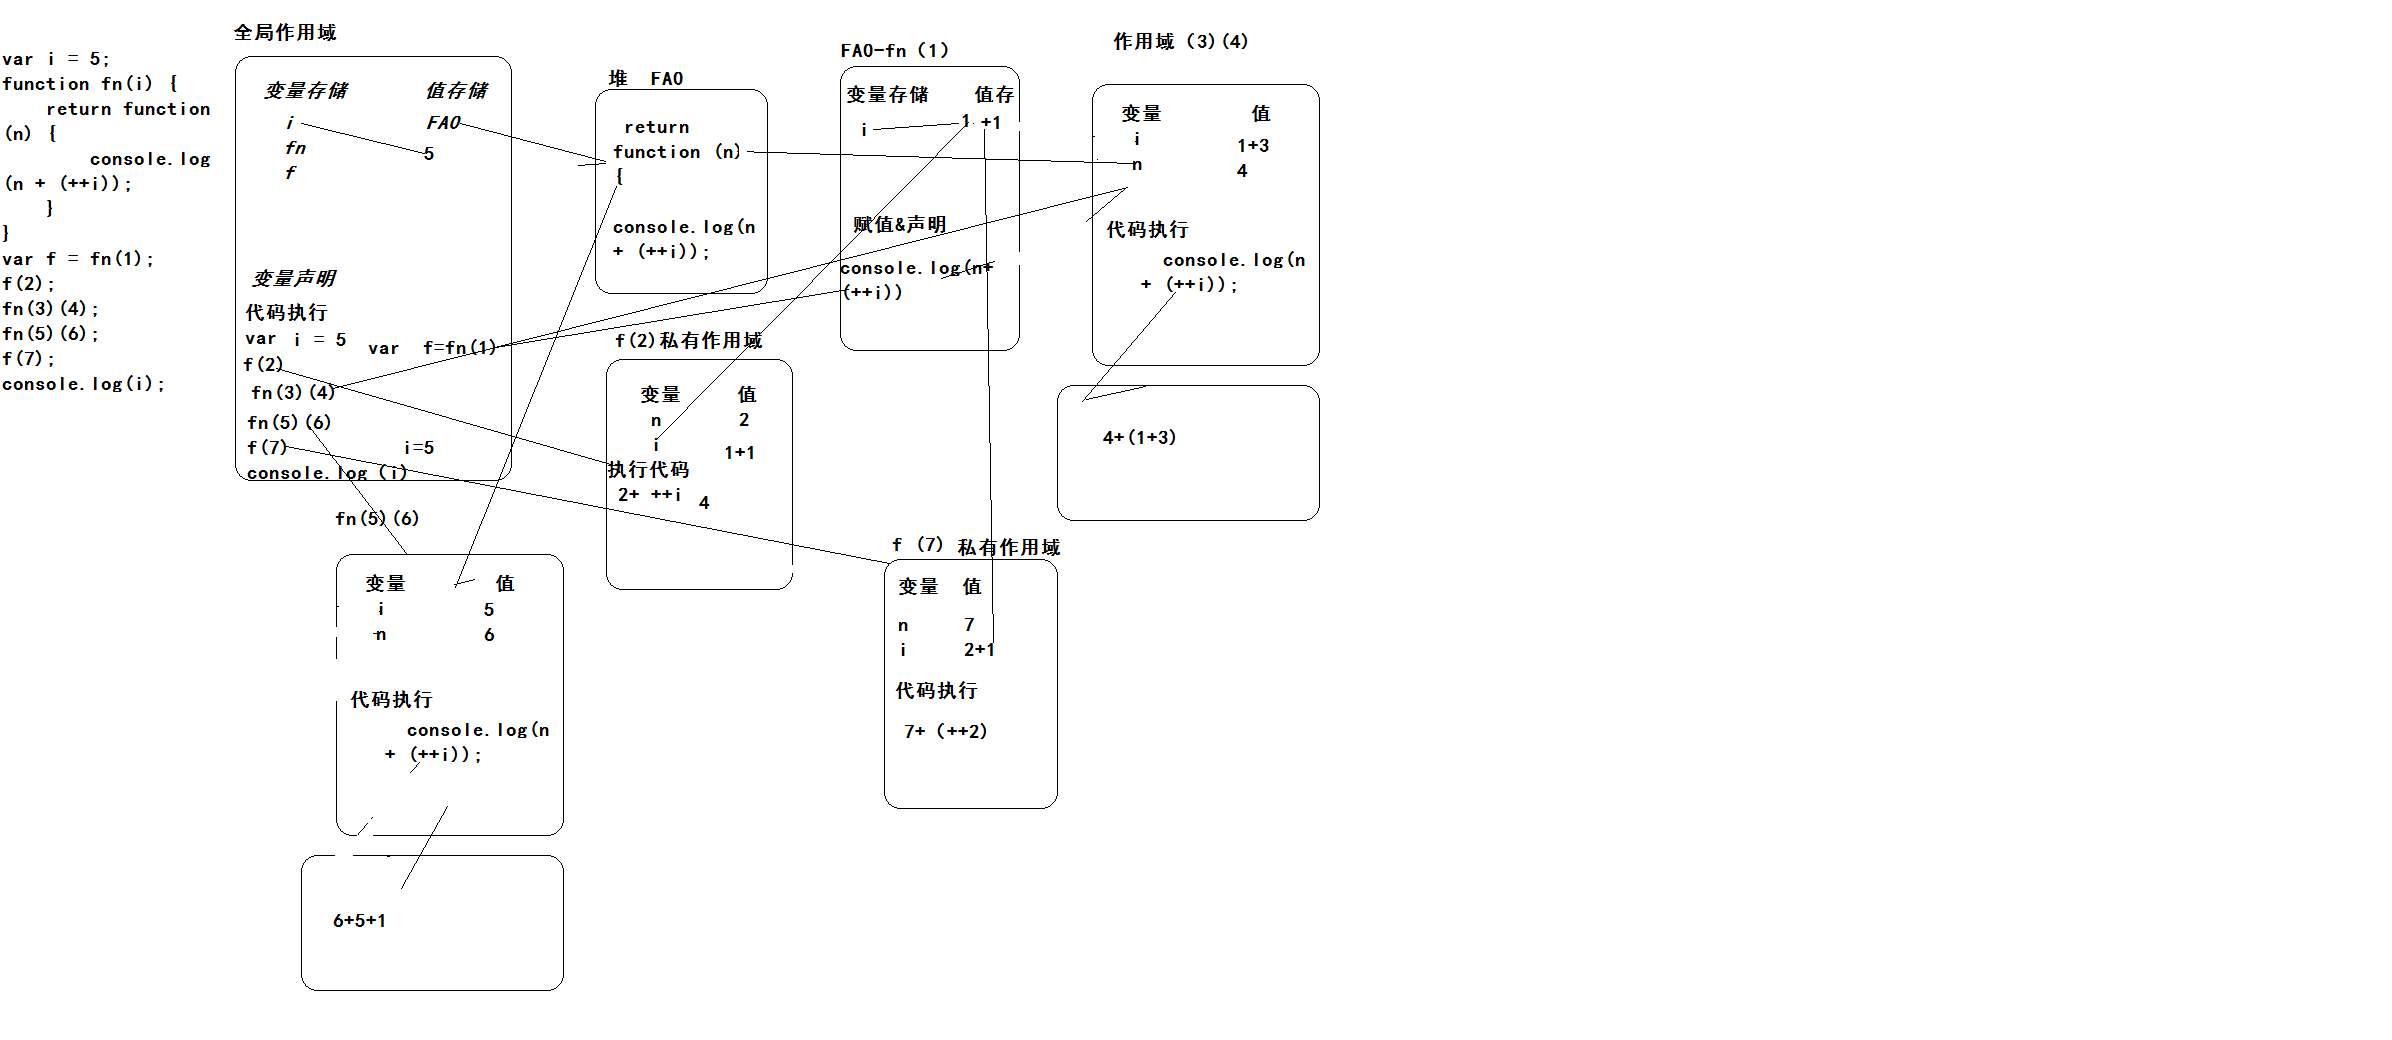 var i = 5;
function fn(i) {
    return function
(n) {
        console.log
(n + (++i));
    }
}
var f = fn(1);
f(2);
fn(3)(4);
fn(5)(6);
f(7);
console.log(i);
全局作用域
变量存储 值存储
i FA0
fn 5
f
变量声明
代码执行
var i = 5 var f=fn(1)
f(2)
fn(3)(4)
fn(5)(6)
f(7) i=5
console.log (i)
堆 FA0
return
function (n)
{
console.log(n
+ (++i));
FA0-fn (1)
变量存储 值存
i 1 +1
赋值&声明
console.log(n+
(++i))
作用域 (3)(4)
变量 值
i 1+3
n 4
代码执行
console.log(n
+ (++i));
4+(1+3)
f(2)私有作用域
变量 值
n 2
i 1+1
执行代码
2+ ++i 4
fn(5)(6)
变量 值
i 5
n 6
代码执行
console.log(n
+ (++i));
6+5+1
f (7) 私有作用域
变量 值
n 7
i 2+1
代码执行
7+ (++2)